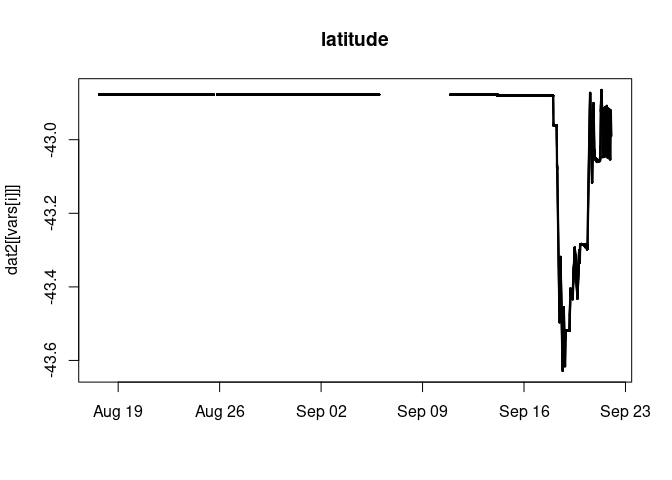 latitude
dat2[[vars[i]]]
-43.0
-43.2
-43.4
-43.6
Aug 19 Aug 26 Sep 02 Sep 09 Sep 16 Sep 23